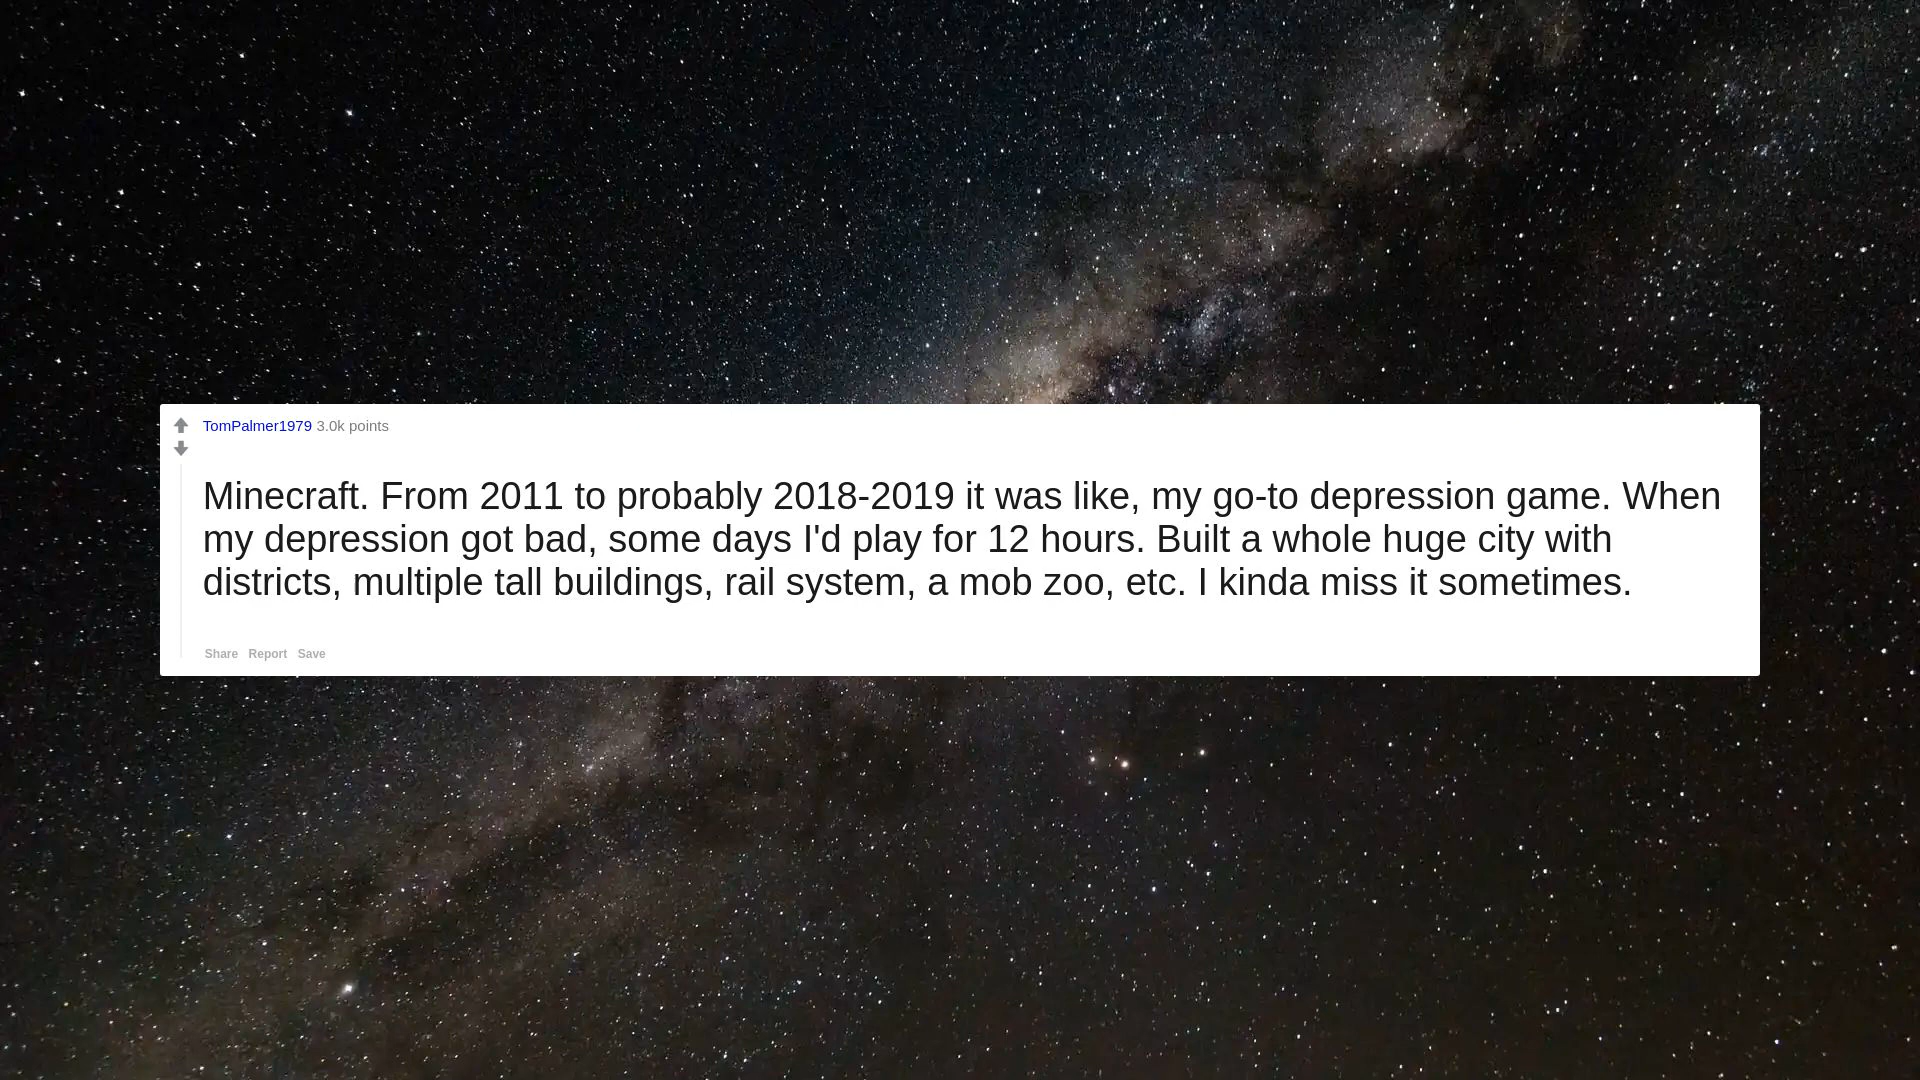 TomPalmer1979 3.0k points
Minecraft. From 2011 to probably 2018-2019 it was like, my go-to depression game. When
my depression got bad, some days I'd play for 12 hours. Built a whole huge city with
districts, multiple tall buildings, rail system, a mob zoo, etc. I kinda miss it sometimes.
Share Report Save